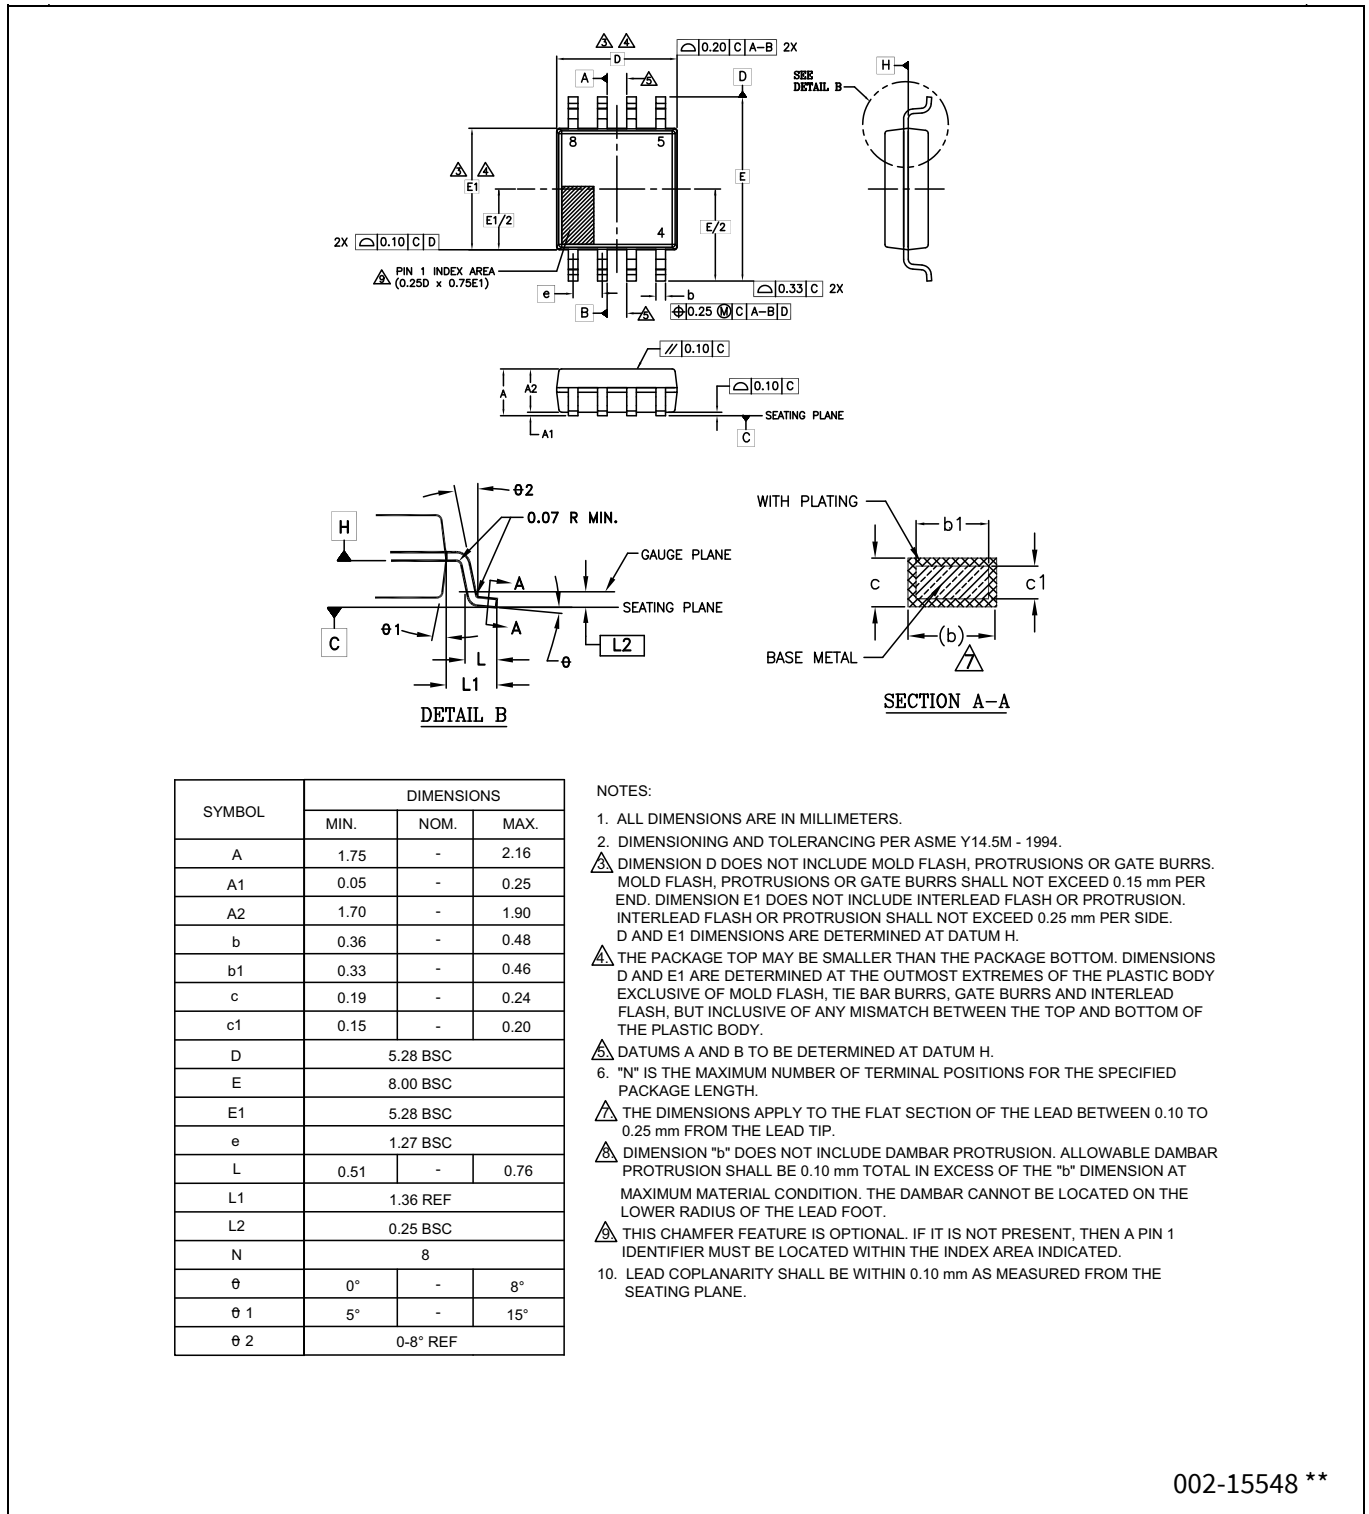 3 4
D
0.20 C A-B 2X
A
5
D
H
SEE
DETAIL B
8 5
3 4
E1
E1/2
E
E/2
4
2X 0.10 C D
9 PIN 1 INDEX AREA
(0.25D x 0.75E1)
e
b
0.33 C 2X
B
5
⌖ 0.25 Ⓜ C A-B D
// 0.10 C
A
A2
A1
0.10 C
SEATING PLANE
C
θ2
0.07 R MIN.
H
GAUGE PLANE
A
SEATING PLANE
C
θ1
A
L2
L
θ
L1
DETAIL B
WITH PLATING
b1
c
c1
(b)
7
BASE METAL
SECTION A-A
SYMBOL DIMENSIONS
MIN. NOM. MAX.
A 1.75 - 2.16
A1 0.05 - 0.25
A2 1.70 - 1.90
b 0.36 - 0.48
b1 0.33 - 0.46
c 0.19 - 0.24
c1 0.15 - 0.20
D 5.28 BSC
E 8.00 BSC
E1 5.28 BSC
e 1.27 BSC
L 0.51 - 0.76
L1 1.36 REF
L2 0.25 BSC
N 8
θ 0° - 8°
θ 1 5° - 15°
θ 2 0-8° REF
NOTES:
1. ALL DIMENSIONS ARE IN MILLIMETERS.
2. DIMENSIONING AND TOLERANCING PER ASME Y14.5M - 1994.
3. DIMENSION D DOES NOT INCLUDE MOLD FLASH, PROTRUSIONS OR GATE BURRS.
MOLD FLASH, PROTRUSIONS OR GATE BURRS SHALL NOT EXCEED 0.15 mm PER
END. DIMENSION E1 DOES NOT INCLUDE INTERLEAD FLASH OR PROTRUSION.
INTERLEAD FLASH OR PROTRUSION SHALL NOT EXCEED 0.25 mm PER SIDE.
D AND E1 DIMENSIONS ARE DETERMINED AT DATUM H.
4. THE PACKAGE TOP MAY BE SMALLER THAN THE PACKAGE BOTTOM. DIMENSIONS
D AND E1 ARE DETERMINED AT THE OUTMOST EXTREMES OF THE PLASTIC BODY
EXCLUSIVE OF MOLD FLASH, TIE BAR BURRS, GATE BURRS AND INTERLEAD
FLASH, BUT INCLUSIVE OF ANY MISMATCH BETWEEN THE TOP AND BOTTOM OF
THE PLASTIC BODY.
5. DATUMS A AND B TO BE DETERMINED AT DATUM H.
6. "N" IS THE MAXIMUM NUMBER OF TERMINAL POSITIONS FOR THE SPECIFIED
PACKAGE LENGTH.
7. THE DIMENSIONS APPLY TO THE FLAT SECTION OF THE LEAD BETWEEN 0.10 TO
0.25 mm FROM THE LEAD TIP.
8. DIMENSION "b" DOES NOT INCLUDE DAMBAR PROTRUSION. ALLOWABLE DAMBAR
PROTRUSION SHALL BE 0.10 mm TOTAL IN EXCESS OF THE "b" DIMENSION AT
MAXIMUM MATERIAL CONDITION. THE DAMBAR CANNOT BE LOCATED ON THE
LOWER RADIUS OF THE LEAD FOOT.
9. THIS CHAMFER FEATURE IS OPTIONAL. IF IT IS NOT PRESENT, THEN A PIN 1
IDENTIFIER MUST BE LOCATED WITHIN THE INDEX AREA INDICATED.
10. LEAD COPLANARITY SHALL BE WITHIN 0.10 mm AS MEASURED FROM THE
SEATING PLANE.
002-15548 **